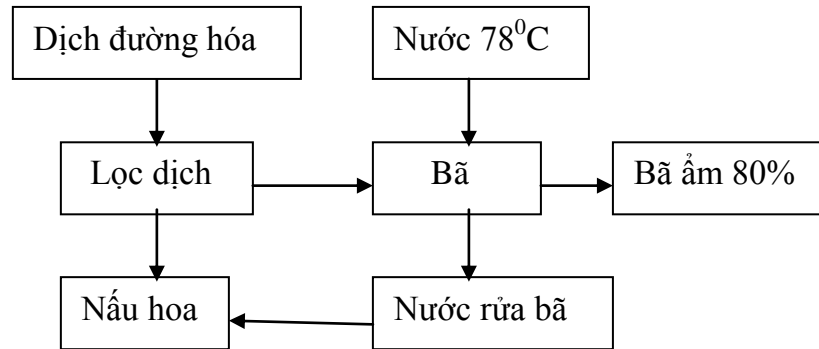 Dịch đường hóa
Nước 78⁰C
Lọc dịch
Bã
Bã ẩm 80%
Nấu hoa
Nước rửa bã